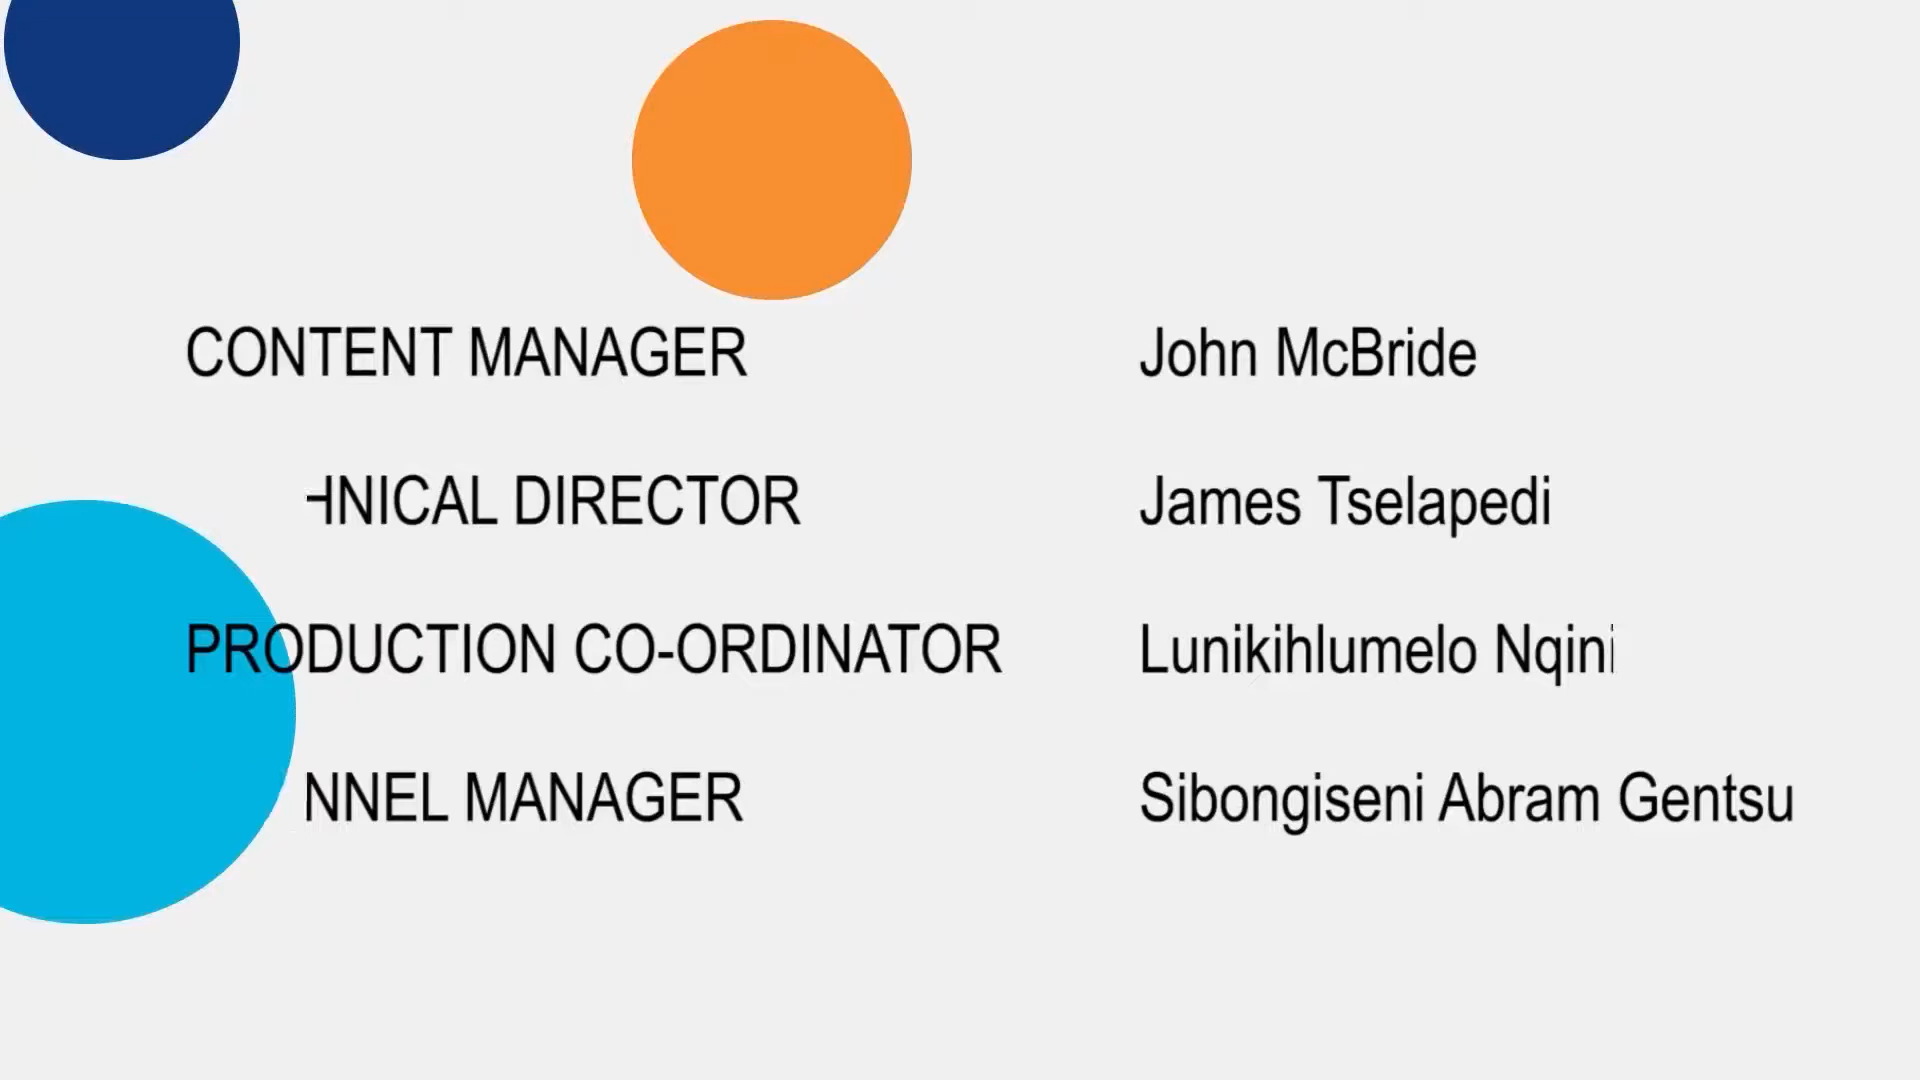 CONTENT MANAGER John McBride
HNICAL DIRECTOR James Tselapedi
PRODUCTION CO-ORDINATOR Lunikihlumelo Nqini
NNEL MANAGER Sibongiseni Abram Gentsu